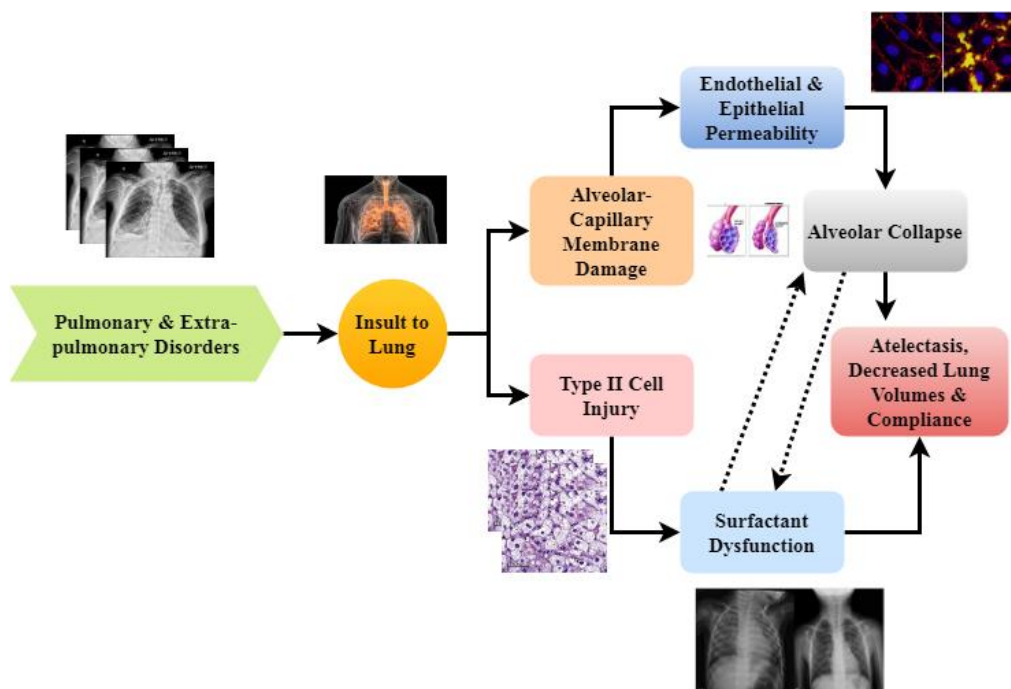 Pulmonary & Extra-
pulmonary Disorders
Insult to
Lung
Alveolar-
Capillary
Membrane
Damage
Endothelial &
Epithelial
Permeability
Alveolar Collapse
Type II Cell
Injury
Surfactant
Dysfunction
Atelectasis,
Decreased Lung
Volumes &
Compliance